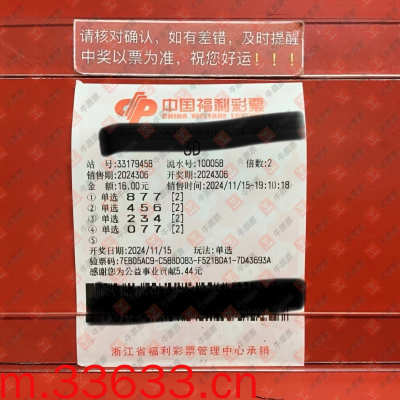 请核对确认，如有差错，及时提醒
中奖以票为准，祝您好运！！！
中国福利彩票
CHINA WELFARE LOTTERY
3D
站 号:33179458 流水号:100058 倍数:2
销售期:2024306 开奖期:2024306
金 额:16.00元 销售时间:2024/11/15-19:10:18
① 单选 8 7 7 [2]
② 单选 4 5 6 [2]
③ 单选 2 3 4 [2]
④ 单选 0 7 7 [2]
⑤
开奖日:2024/11/15 玩法:单选
验票码:7EB05AC9-C5B8D0B3-F521B0A1-7D43693A
感谢您为公益事业贡献5.44元
浙江省福利彩票管理中心承销
m.33633.cn